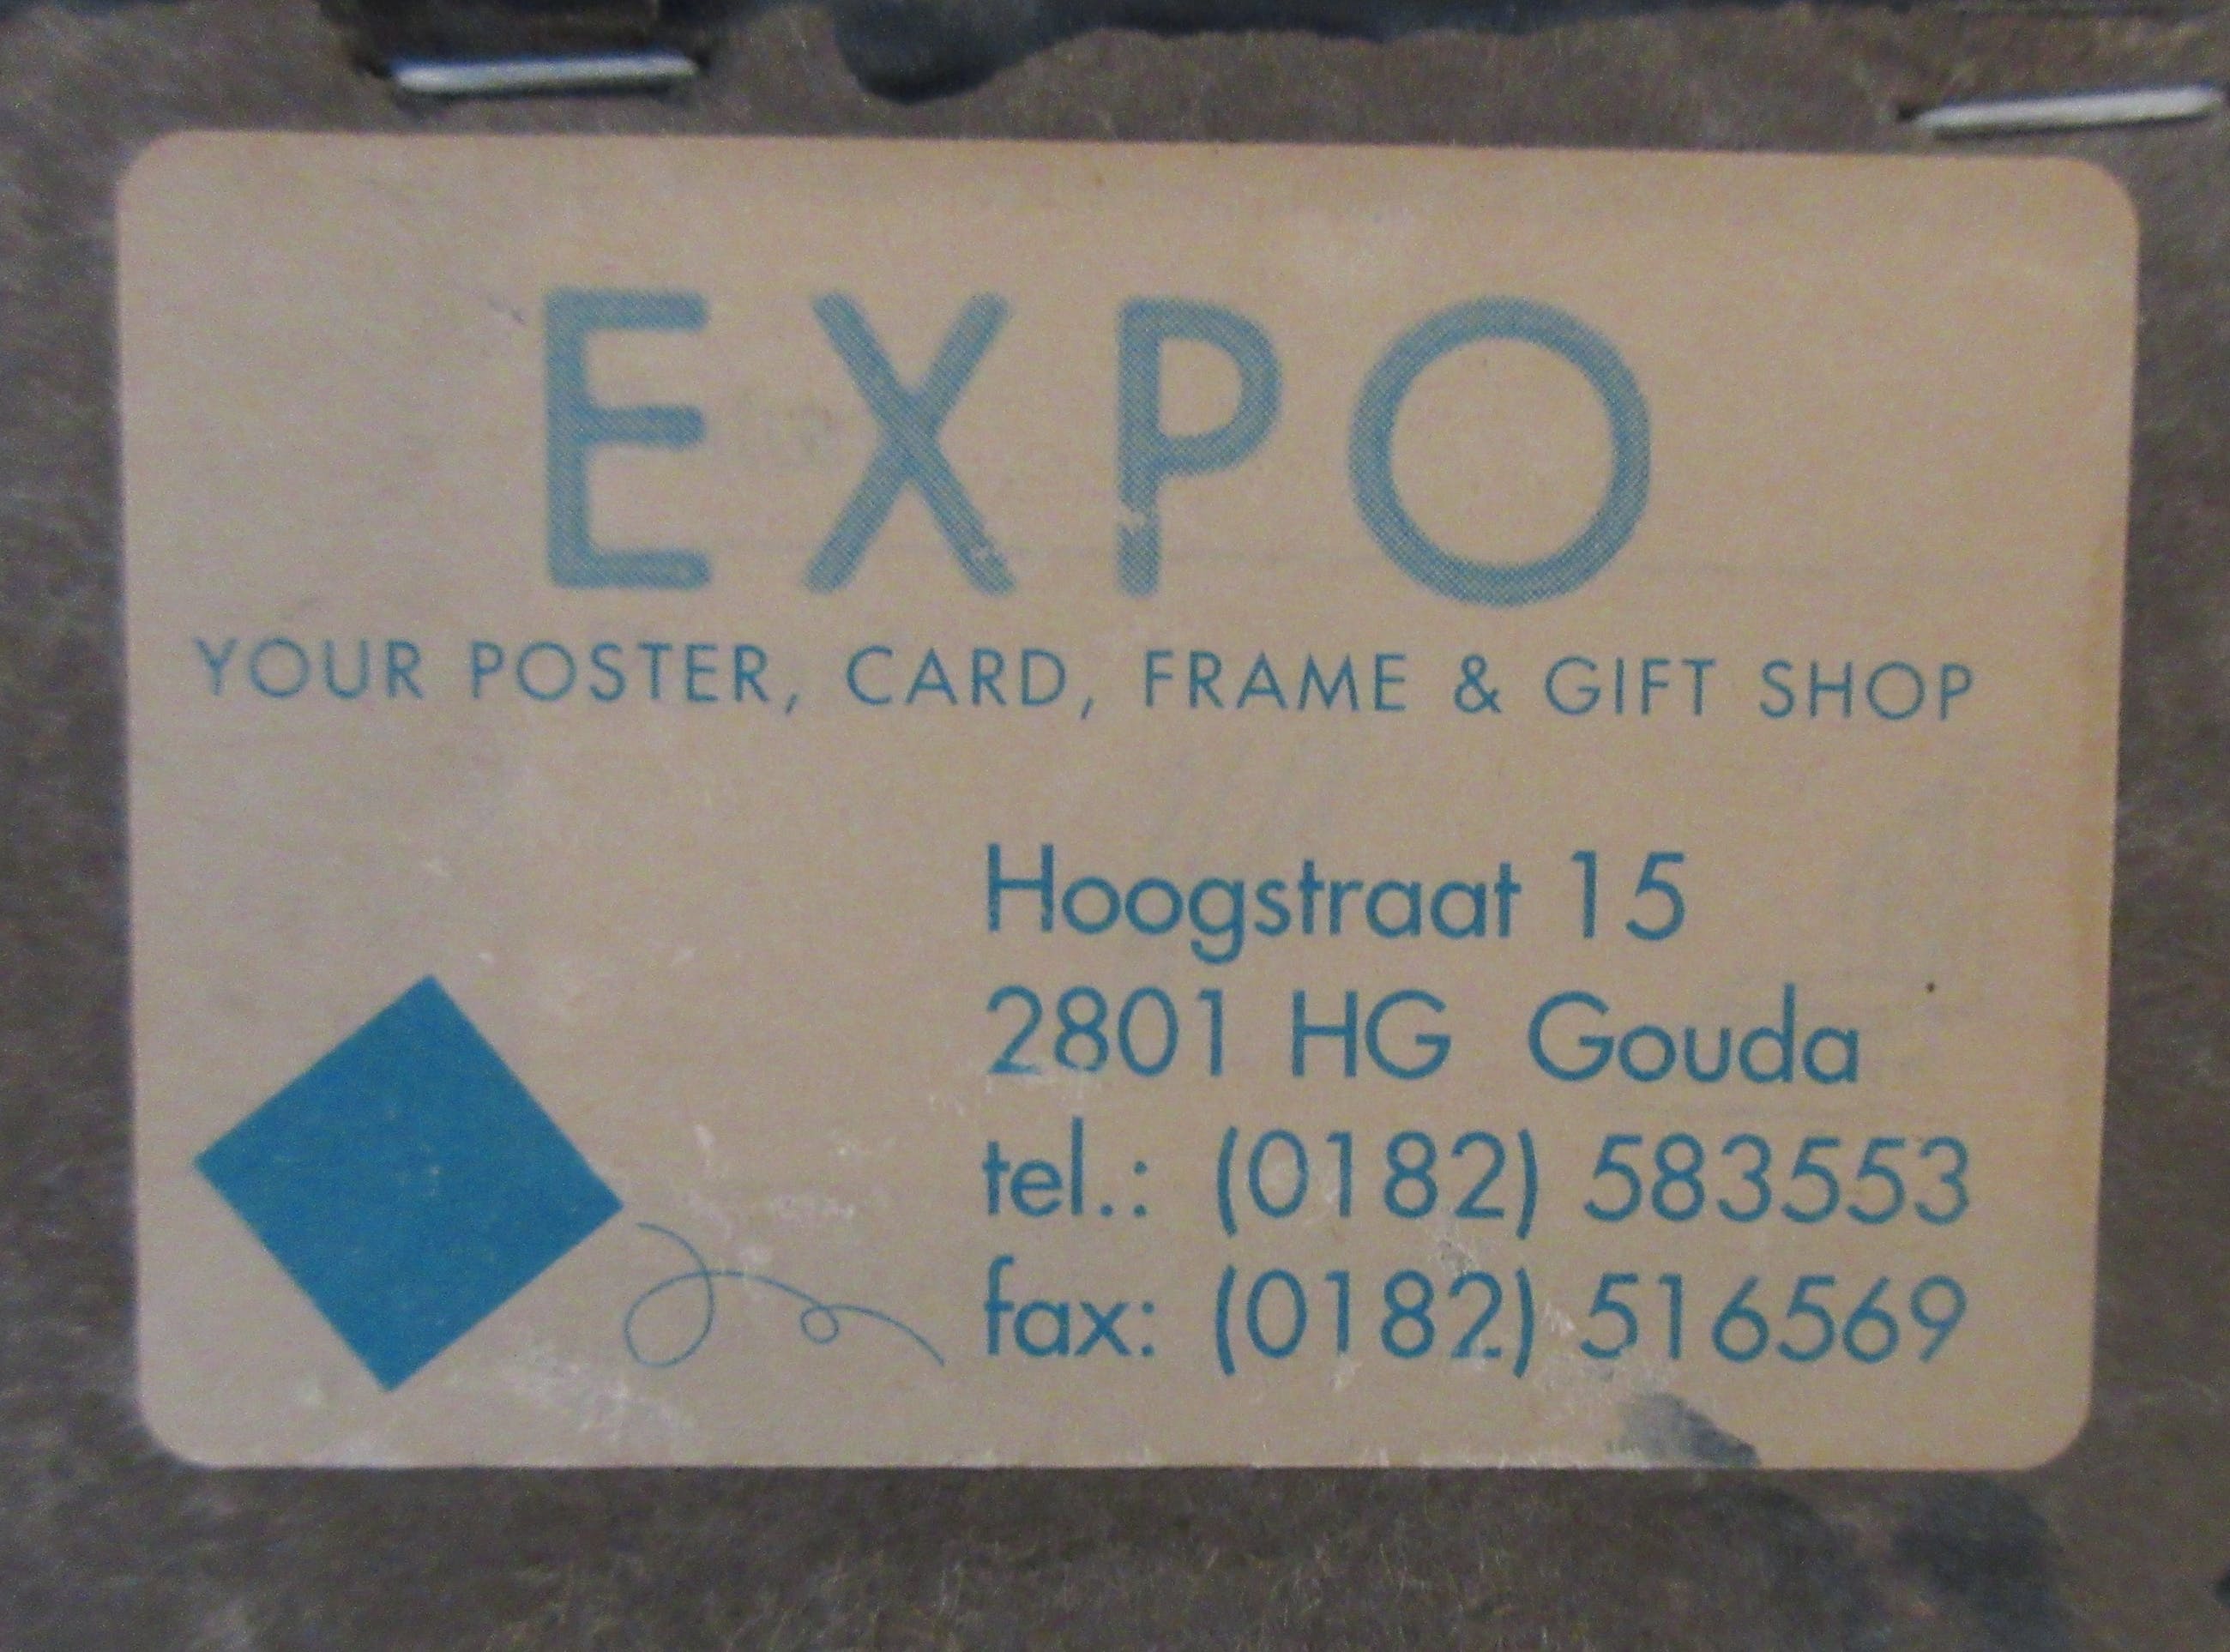 EXPO
YOUR POSTER, CARD, FRAME & GIFT SHOP
Hoogstraat 15
2801 HG Gouda
tel.: (0182) 583553
fax: (0182) 516569